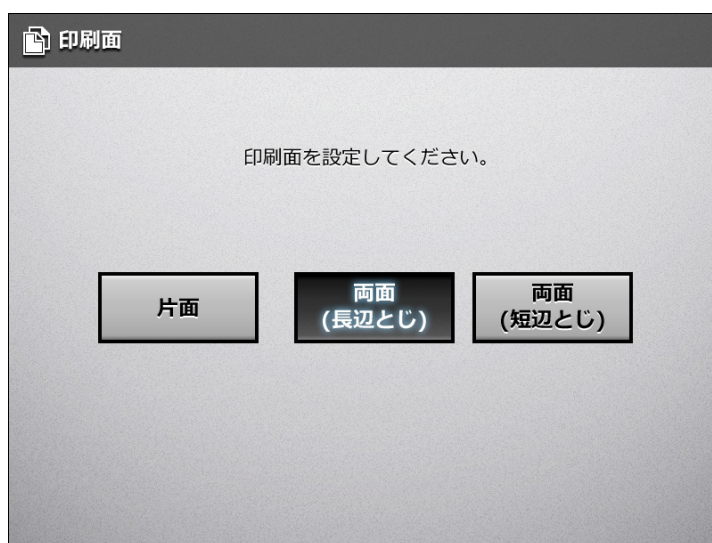 印刷面
印刷面を設定してください。
片面
両面
(長辺とじ)
両面
(短辺とじ)